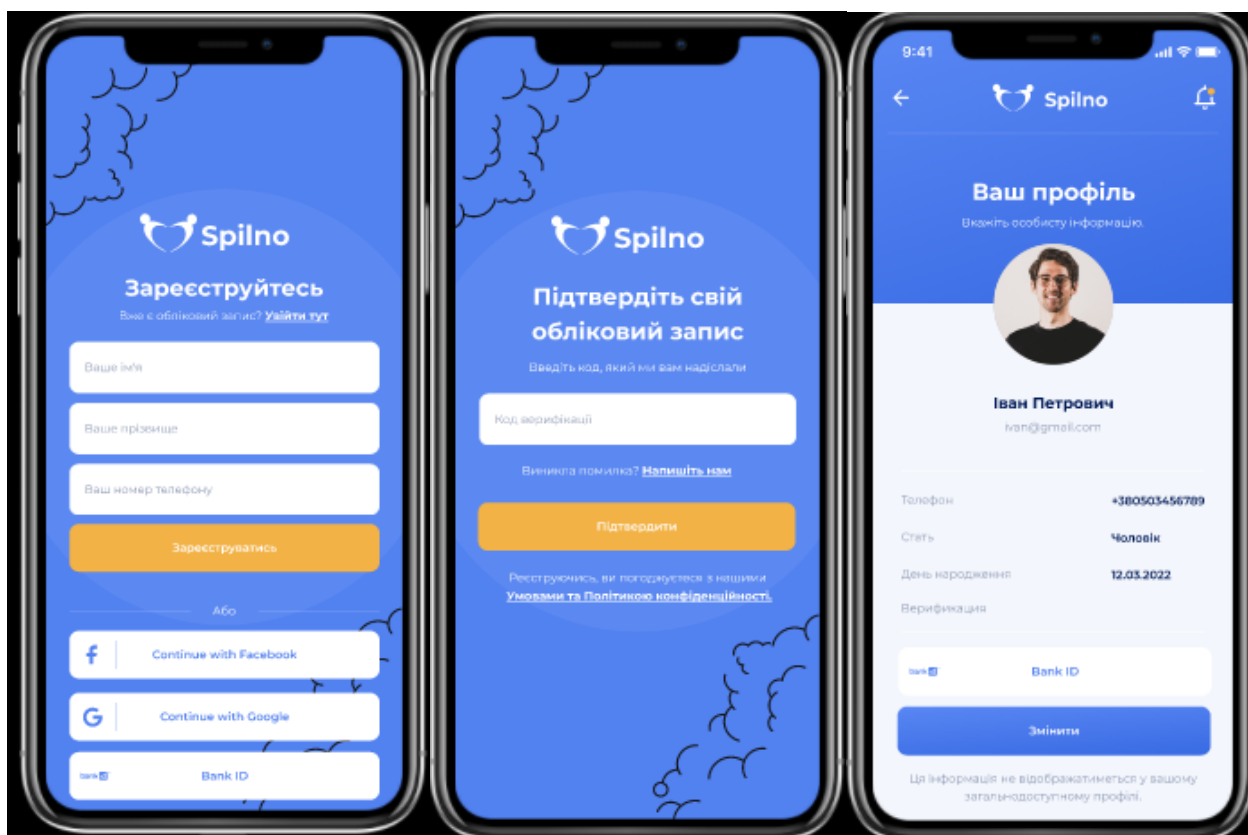 Spilno
Зареєструйтесь
Вже є обліковий запис? Увійти тут
Ваше ім'я
Ваше прізвище
Ваш номер телефону
Зареєструватись
Або
Continue with Facebook
Continue with Google
bank Bank ID
Spilno
Підтвердіть свій
обліковий запис
Введіть код, який ми вам надіслали
Код верифікації
Виникла помилка? Напишіть нам
Підтвердити
Реєструючись, ви погоджуєтеся з нашими
Умовами та Політикою конфіденційності.
9:41
Spilno
Ваш профіль
Вкажіть особисту інформацію.
Іван Петрович
ivan@gmail.com
Телефон +380503456789
Стать Чоловік
День народження 12.03.2022
Верификация
bank Bank ID
Змінити
Ця інформація не відображатиметься у вашому
загальнодоступному профілі.